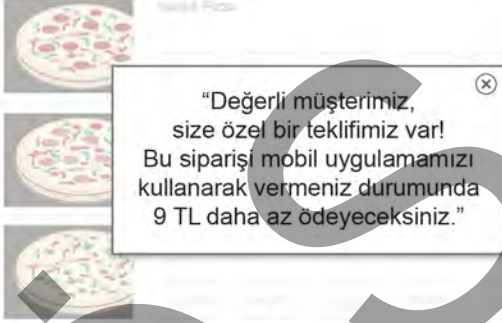 “Değerli müşterimiz,
size özel bir teklifimiz var!
Bu siparişi mobil uygulamamızı
kullanarak vermeniz durumunda
9 TL daha az ödeyeceksiniz.”